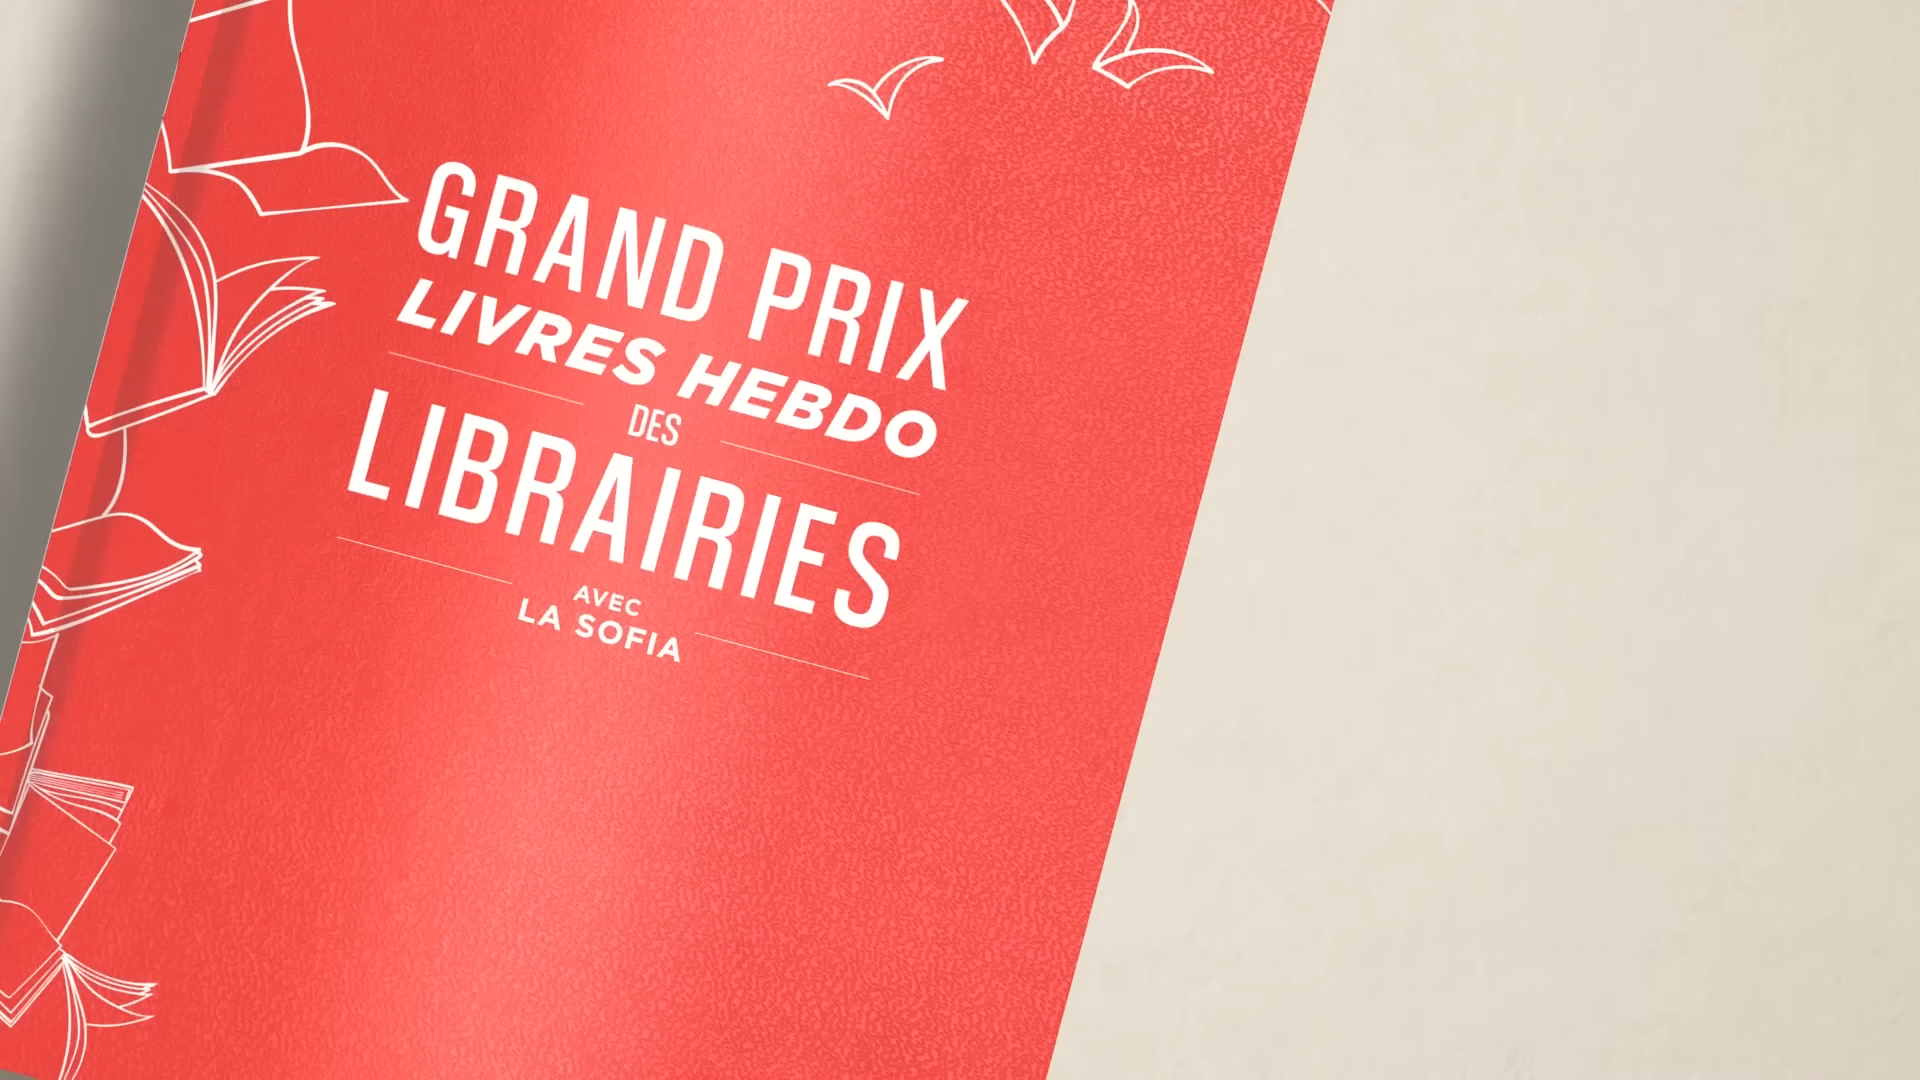 GRAND PRIX
LIVRES HEBDO
DES
LIBRAIRIES
AVEC
LA SOFIA